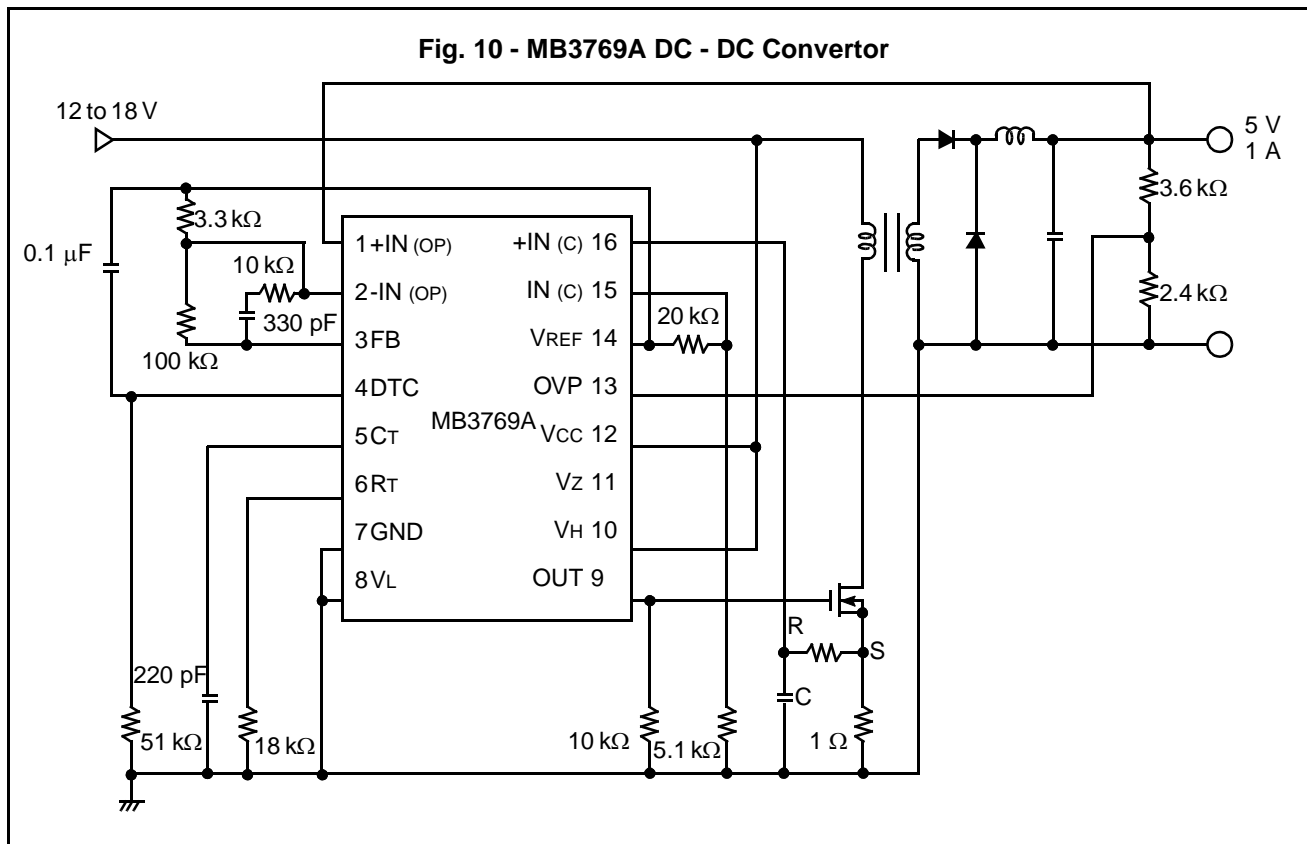 Fig. 10 - MB3769A DC - DC Convertor
12 to 18 V
5 V
1 A
3.6 kΩ
2.4 kΩ
3.3 kΩ
0.1 μF
10 kΩ
330 pF
100 kΩ
1 +IN (OP)
2 -IN (OP)
3 FB
4 DTC
5 CT
6 RT
7 GND
8 VL
MB3769A
+IN (C) 16
IN (C) 15
VREF 14
OVP 13
VCC 12
VZ 11
VH 10
OUT 9
20 kΩ
R
S
C
220 pF
51 kΩ
18 kΩ
10 kΩ
5.1 kΩ
1 Ω